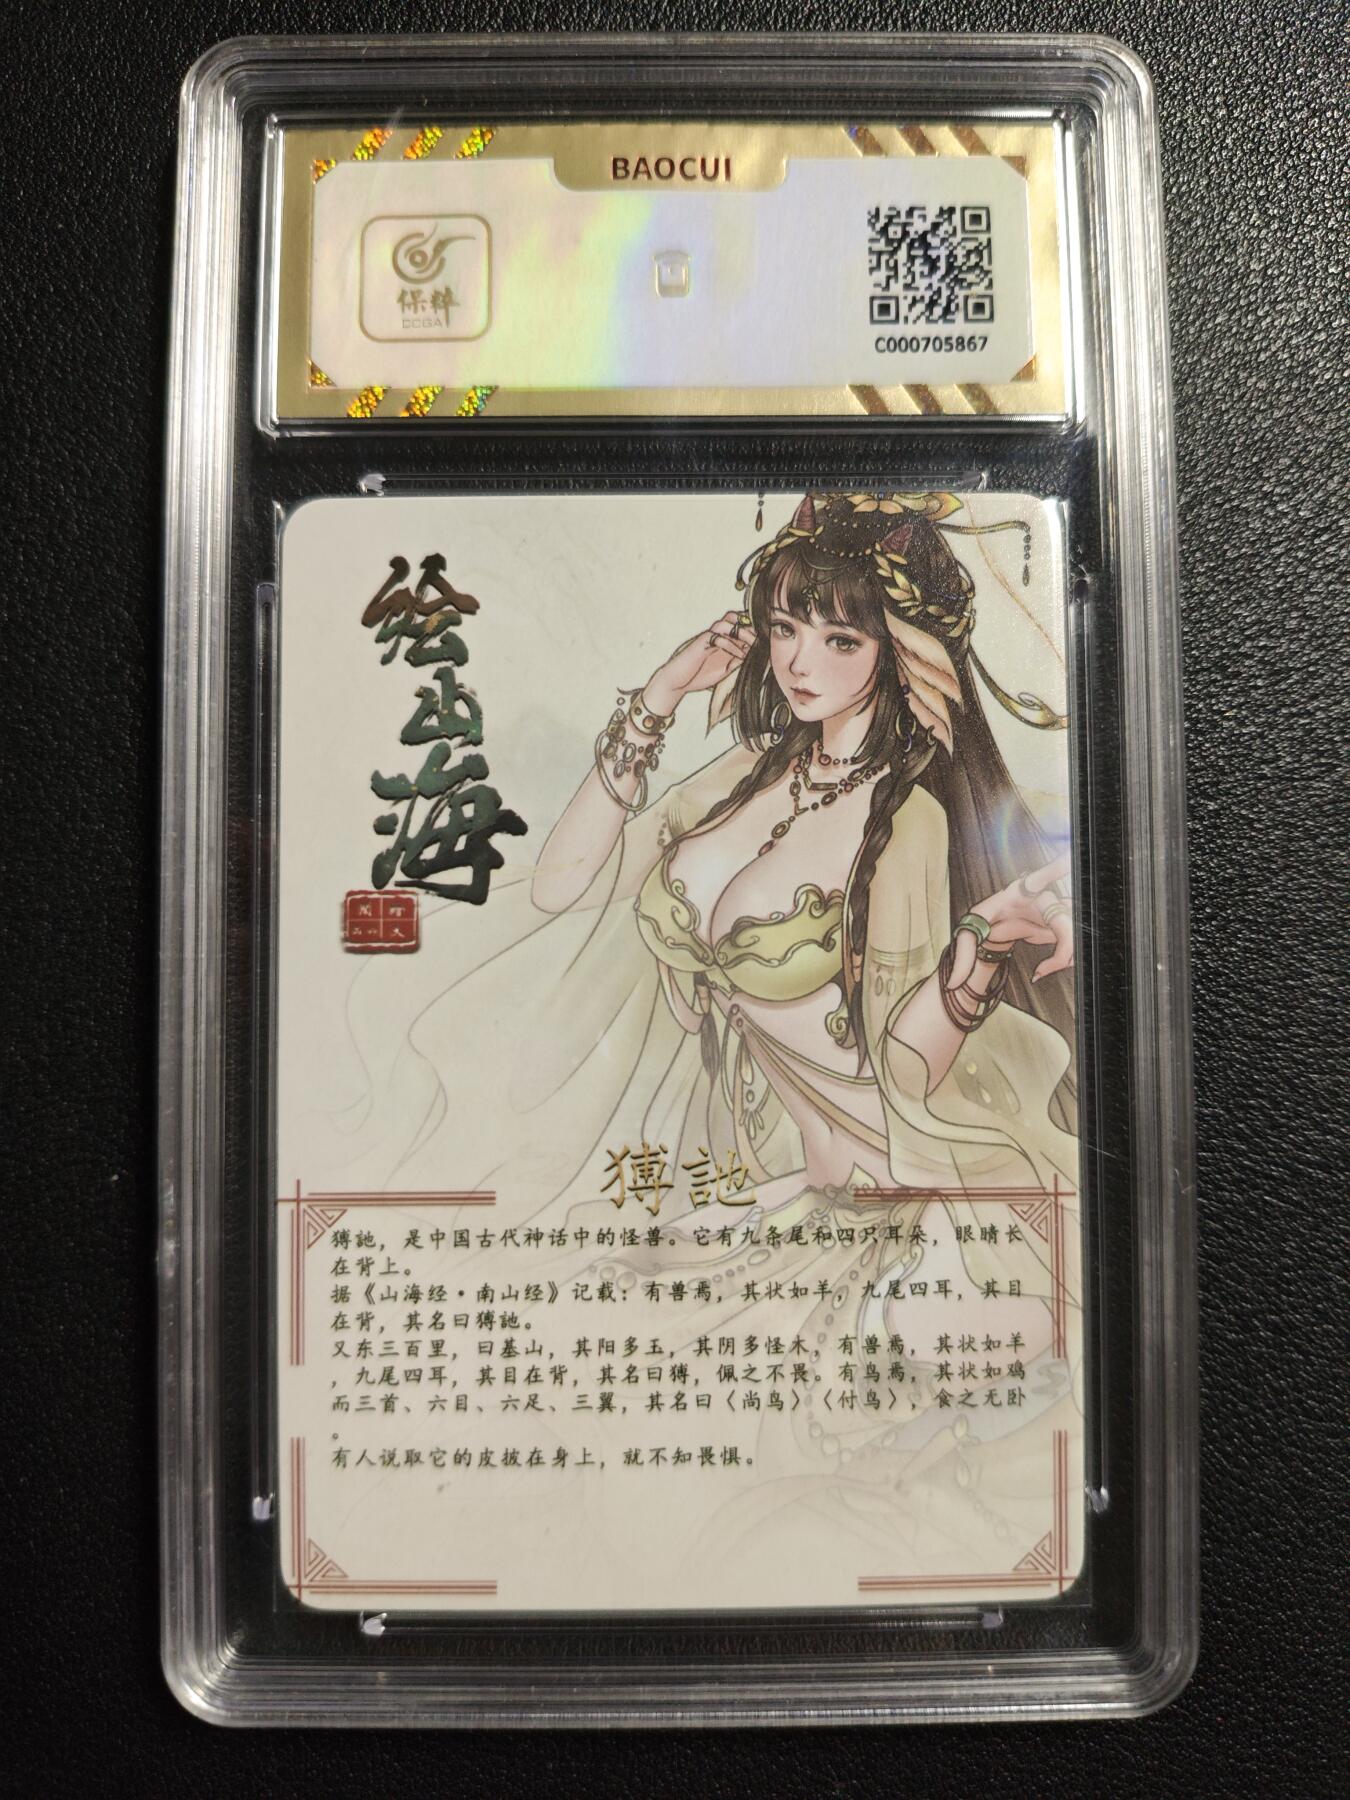 BAOCUI
保粹
CCGA
C000705867
绘山海
猼訑
猼訑，是中国古代神话中的怪兽。它有九条尾和四只耳朵，眼睛长
在背上。
据《山海经·南山经》记载：有兽焉，其状如羊，九尾四耳，其目
在背，其名曰猼訑。
又东三百里，曰基山，其阳多玉，其阴多怪木，有兽焉，其状如羊
，九尾四耳，其目在背，其名曰猼，佩之不畏。有鸟焉，其状如鸡
而三首、六目、六足、三翼，其名曰〈尚鸟〉〈付鸟〉，食之无卧
。
有人说取它的皮披在身上，就不知畏惧。